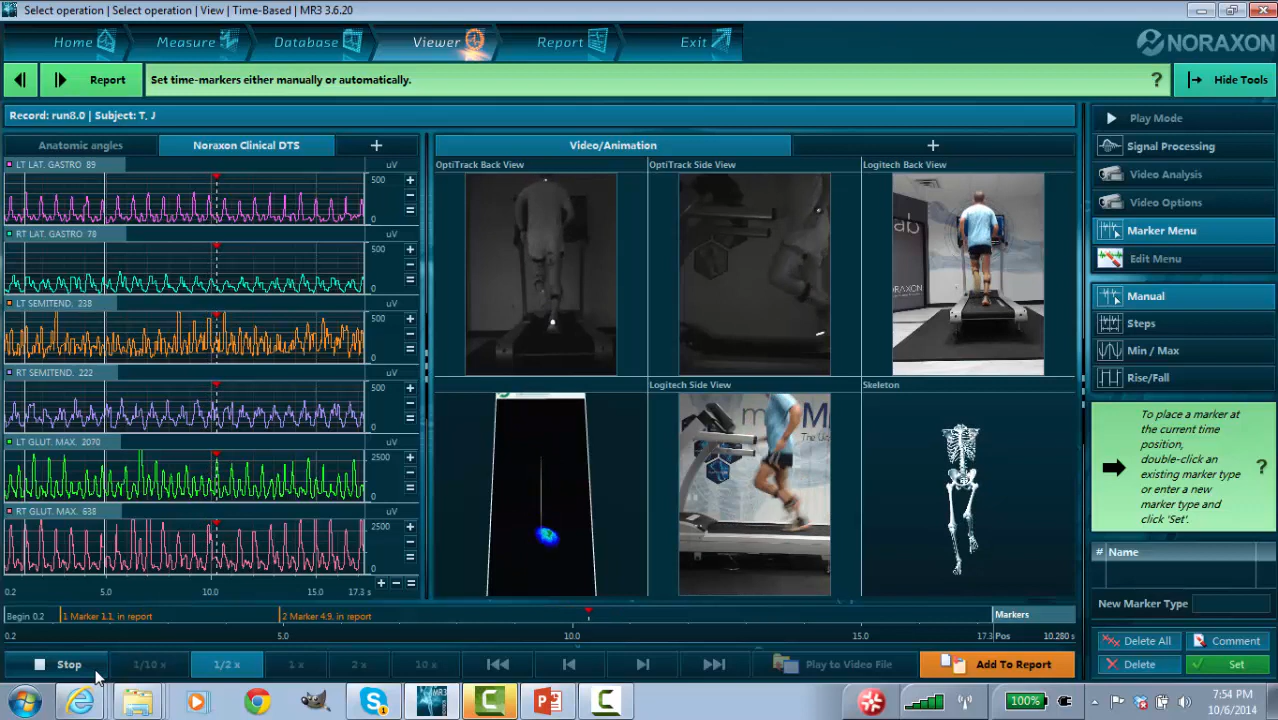 Select operation | Select operation | View | Time-Based | MR3 3.6.20
Home
Measure
Database
Viewer
Report
Exit
NORAXON
Report
Set time-markers either manually or automatically.
?
Hide Tools
Record: run8.0 | Subject: T, J
Anatomic angles
Noraxon Clinical DTS
+
Video/Animation
+
LT LAT. GASTRO 89
uV
500
0
RT LAT. GASTRO 78
uV
500
0
LT SEMITEND. 238
uV
500
0
RT SEMITEND. 222
uV
500
0
LT GLUT. MAX. 2070
uV
2500
0
RT GLUT. MAX. 638
uV
2500
0
0.2 5.0 10.0 15.0 17.3 s
OptiTrack Back View
OptiTrack Side View
Logitech Back View
ab
NORAXON
Logitech Side View
Skeleton
Play Mode
Signal Processing
Video Analysis
Video Options
Marker Menu
Edit Menu
Manual
Steps
Min / Max
Rise/Fall
To place a marker at
the current time
position,
double-click an
existing marker type
or enter a new
marker type and
click 'Set'.
?
# Name
New Marker Type
Delete All
Comment
Delete
Set
Begin 0.2
1 Marker 1.1, in report
2 Marker 4.9, in report
Markers
0.2 5.0 10.0 15.0 17.3
Pos 10.280 s
Stop
1/10 x
1/2 x
1 x
2 x
10 x
Play to Video File
Add To Report
MR3
100%
7:54 PM
10/6/2014